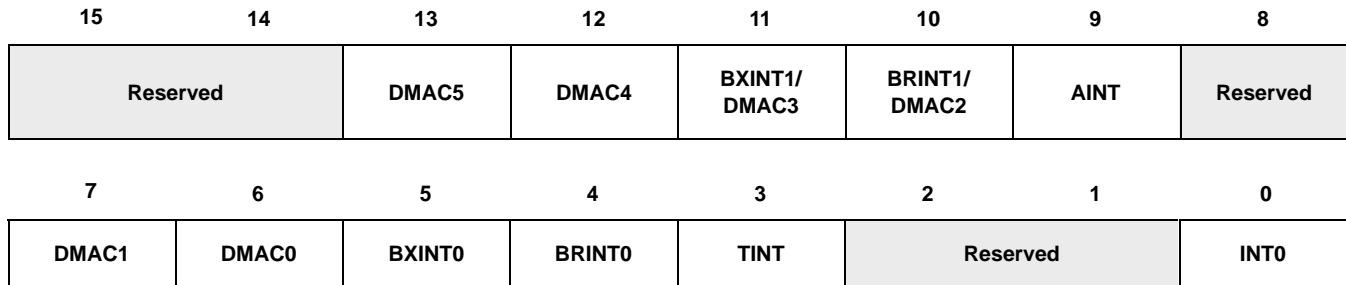 15 14 13 12 11 10 9 8
Reserved DMAC5 DMAC4 BXINT1/ BRINT1/ AINT Reserved
DMAC3 DMAC2
7 6 5 4 3 2 1 0
DMAC1 DMAC0 BXINT0 BRINT0 TINT Reserved INT0